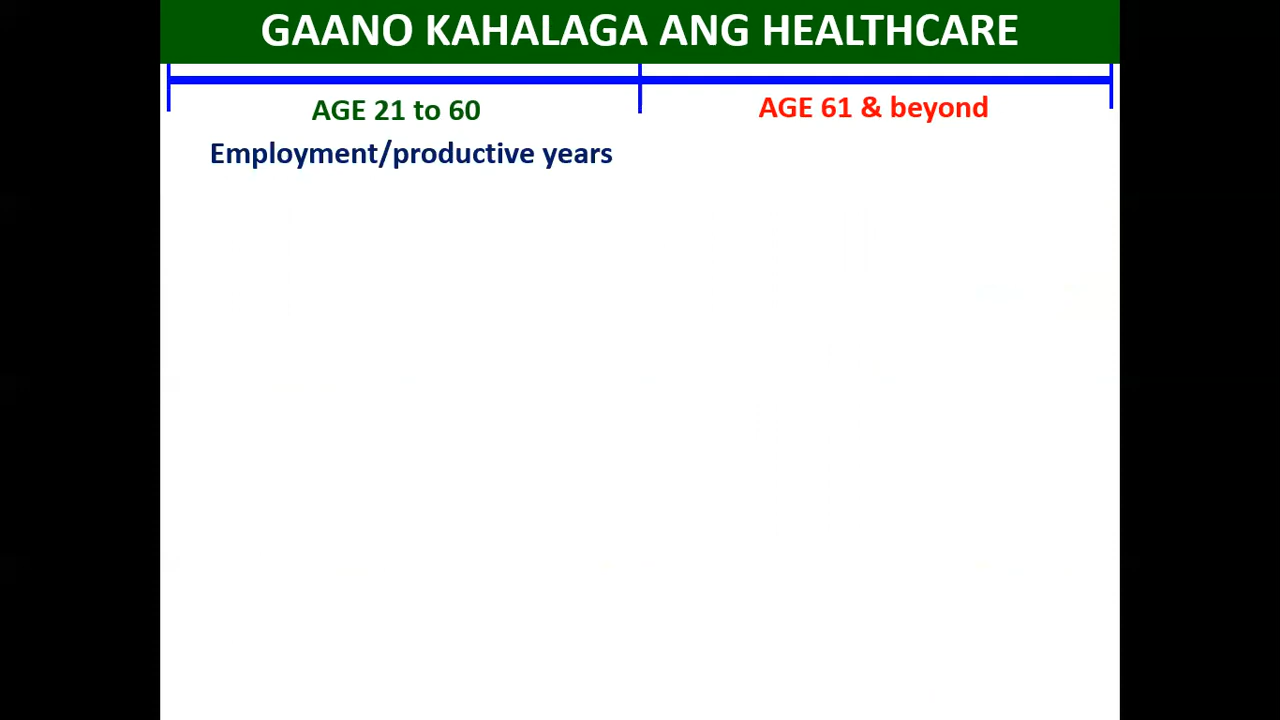 GAANO KAHALAGA ANG HEALTHCARE
AGE 21 to 60
AGE 61 & beyond
Employment/productive years